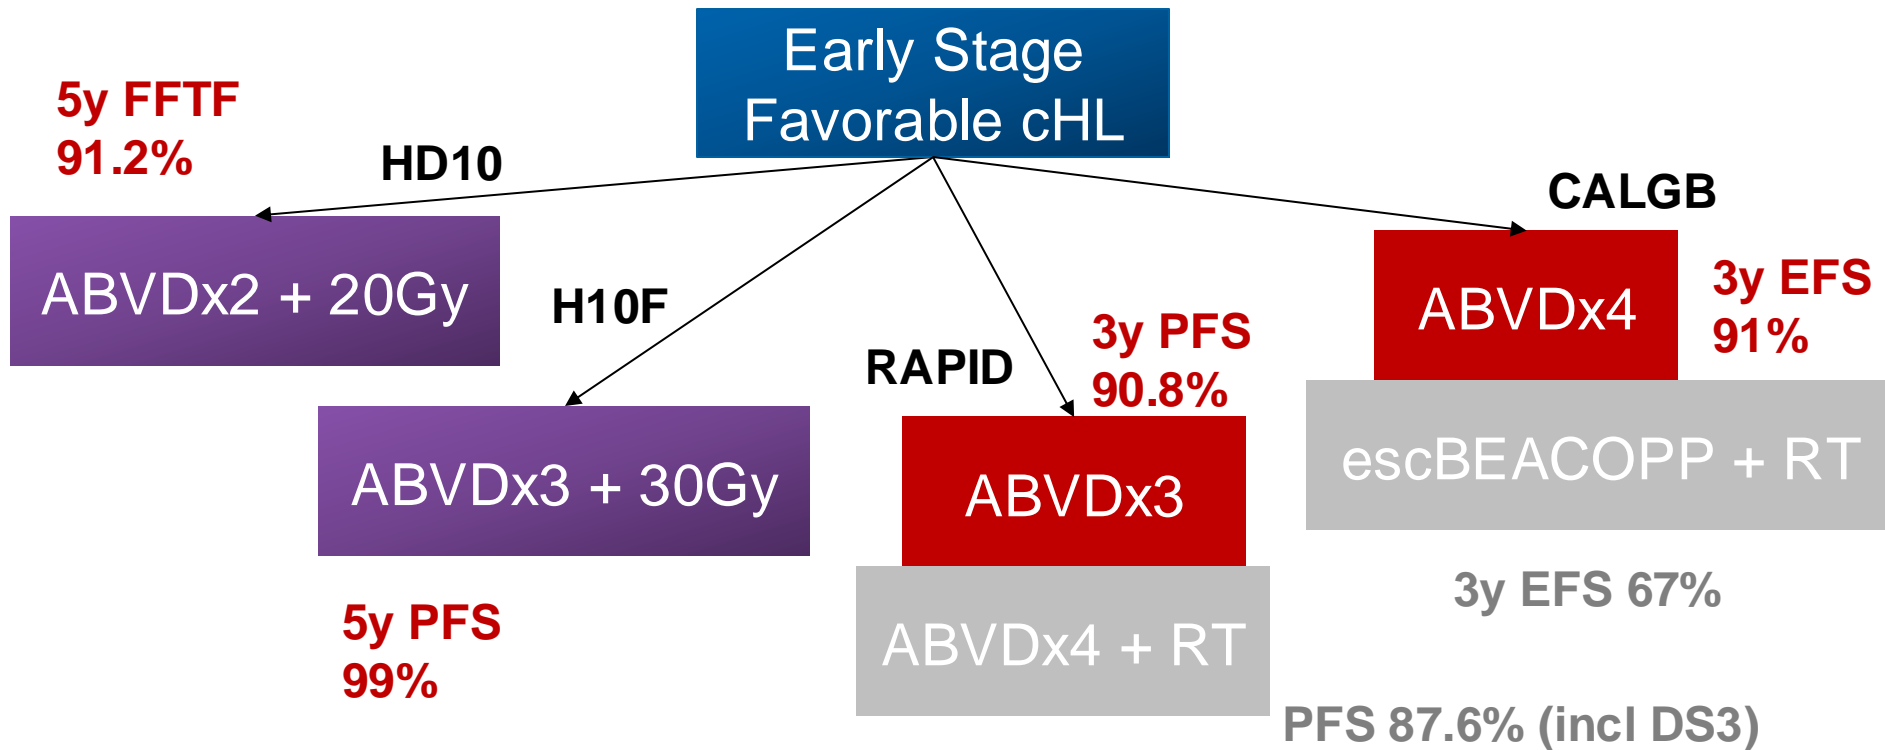 Early Stage
Favorable cHL
5y FFTF
91.2%
HD10
ABVDx2 + 20Gy
H10F
ABVDx3 + 30Gy
5y PFS
99%
RAPID
3y PFS
90.8%
ABVDx3
ABVDx4 + RT
PFS 87.6% (incl DS3)
CALGB
ABVDx4
3y EFS
91%
escBEACOPP + RT
3y EFS 67%